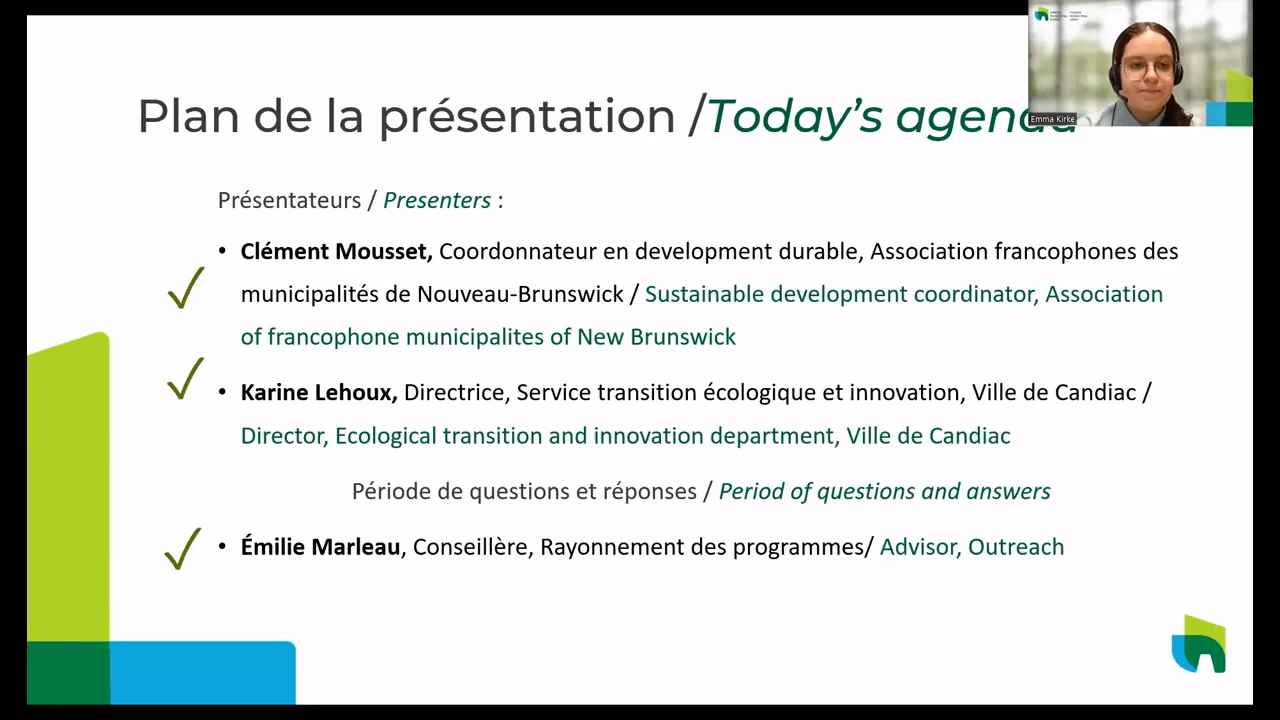 Plan de la présentation /Today's agenda
Présentateurs / Presenters :
• Clément Mousset, Coordonnateur en development durable, Association francophones des
municipalités de Nouveau-Brunswick / Sustainable development coordinator, Association
of francophone municipalites of New Brunswick
• Karine Lehoux, Directrice, Service transition écologique et innovation, Ville de Candiac /
Director, Ecological transition and innovation department, Ville de Candiac
Période de questions et réponses / Period of questions and answers
• Émilie Marleau, Conseillère, Rayonnement des programmes/ Advisor, Outreach
Emma Kirke